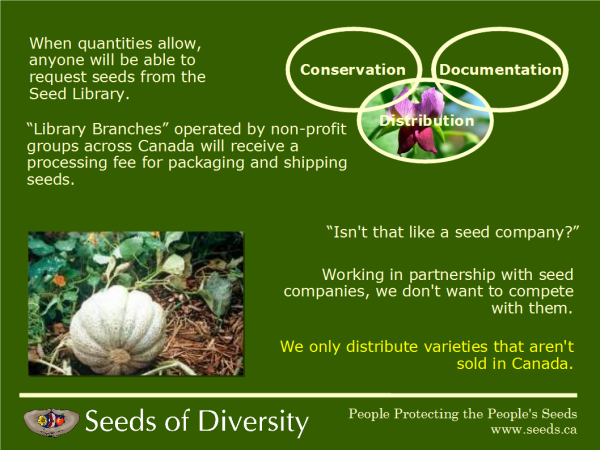 When quantities allow,
anyone will be able to
request seeds from the
Seed Library.
Conservation
Documentation
Distribution
“Library Branches” operated by non-profit
groups across Canada will receive a
processing fee for packaging and shipping
seeds.
“Isn't that like a seed company?”
Working in partnership with seed
companies, we don't want to compete
with them.
We only distribute varieties that aren't
sold in Canada.
Seeds of Diversity
People Protecting the People's Seeds
www.seeds.ca